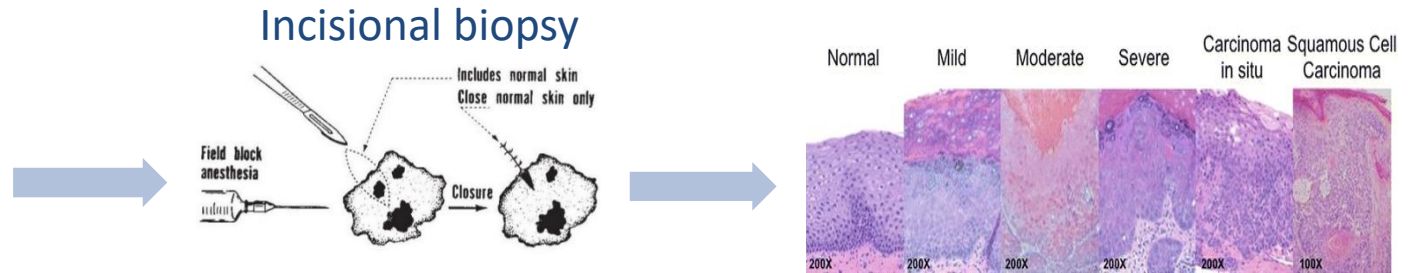 Incisional biopsy
Includes normal skin
Close normal skin only
Field block
anesthesia
Closure
Normal
Mild
Moderate
Severe
Carcinoma
in situ
Squamous Cell
Carcinoma
200X
200X
200X
200X
200X
100X